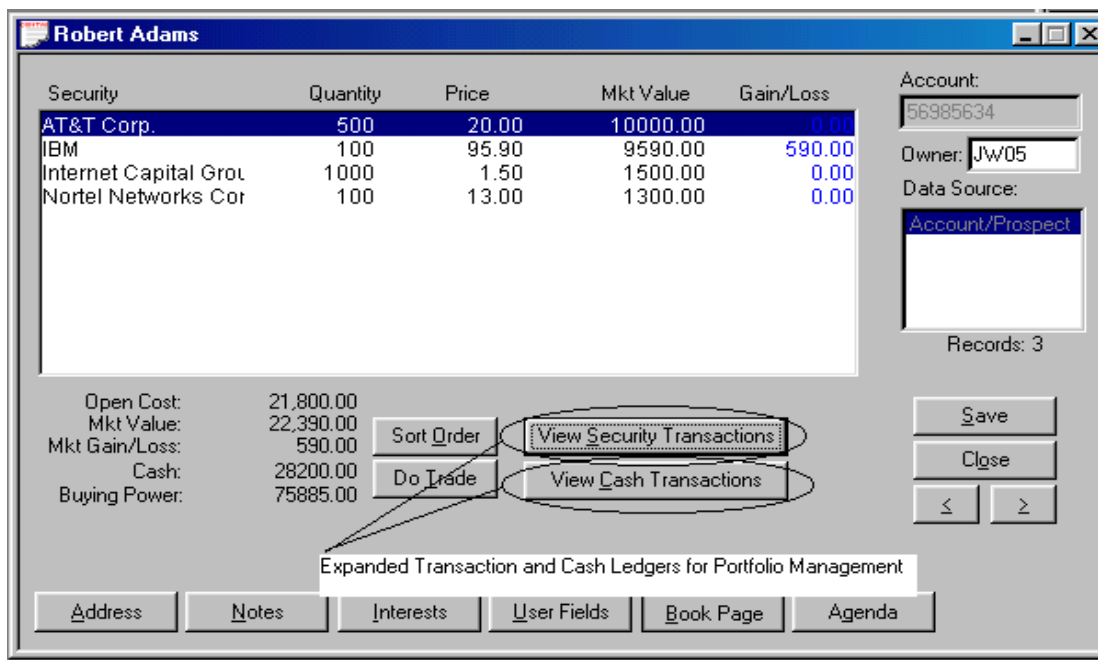 Robert Adams
Security Quantity Price Mkt Value Gain/Loss
AT&T Corp. 500 20.00 10000.00 0.00
IBM 100 95.90 9590.00 590.00
Internet Capital Grou 1000 1.50 1500.00 0.00
Nortel Networks Cor 100 13.00 1300.00 0.00
Account:
56985634
Owner: JW05
Data Source:
Account/Prospect
Records: 3
Open Cost: 21,800.00
Mkt Value: 22,390.00
Mkt Gain/Loss: 590.00
Cash: 28200.00
Buying Power: 75885.00
Sort Order View Security Transactions
Do Trade View Cash Transactions
Save
Close
< >
Expanded Transaction and Cash Ledgers for Portfolio Management
Address Notes Interests User Fields Book Page Agenda